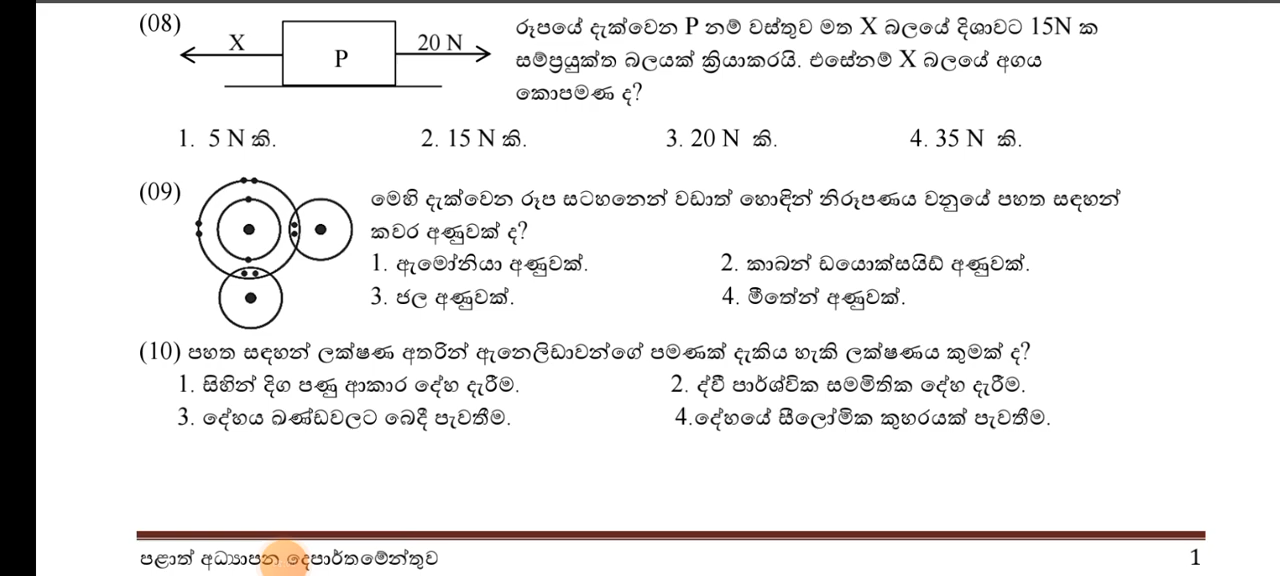 (08) X P 20 N රූපයේ දැක්වෙන P නම් වස්තුව මත X බලයේ දිශාවට 15N ක
සම්ප්‍රයුක්ත බලයක් ක්‍රියාකරයි. එසේනම් X බලයේ අගය
කොපමණ ද?
1. 5 N කි. 2. 15 N කි. 3. 20 N කි. 4. 35 N කි.
(09) මෙහි දැක්වෙන රූප සටහනෙන් වඩාත් හොඳින් නිරූපණය වනුයේ පහත සඳහන්
කවර අණුවක් ද?
1. ඇමෝනියා අණුවක්. 2. කාබන් ඩයොක්සයිඩ් අණුවක්.
3. ජල අණුවක්. 4. මීතේන් අණුවක්.
(10) පහත සඳහන් ලක්ෂණ අතරින් ඇනෙලිඩාවන්ගේ පමණක් දැකිය හැකි ලක්ෂණය කුමක් ද?
1. සිහින් දිග පණු ආකාර දේහ දැරීම. 2. ද්වී පාර්ශ්වික සමමිතික දේහ දැරීම.
3. දේහය ඛණ්ඩවලට බෙදී පැවතීම. 4.දේහයේ සීලෝමික කුහරයක් පැවතීම.
පළාත් අධ්‍යාපන දෙපාර්තමේන්තුව 1